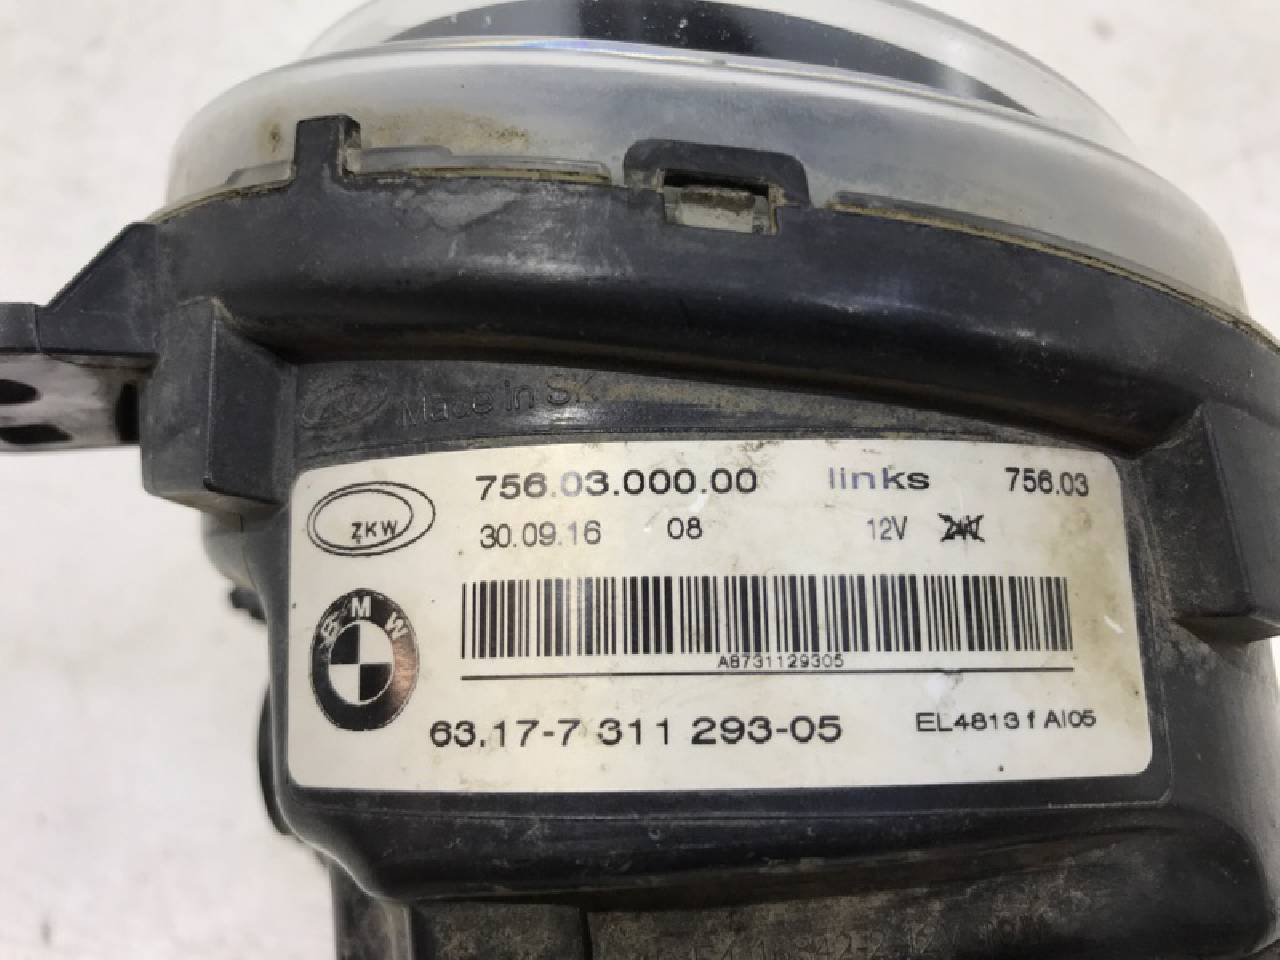 Made in SK
756.03.000.00 links 756.03
ZKW
30.09.16 08 12V 24V
BMW
A8731129305
63.17-7 311 293-05 EL4813 f AI05